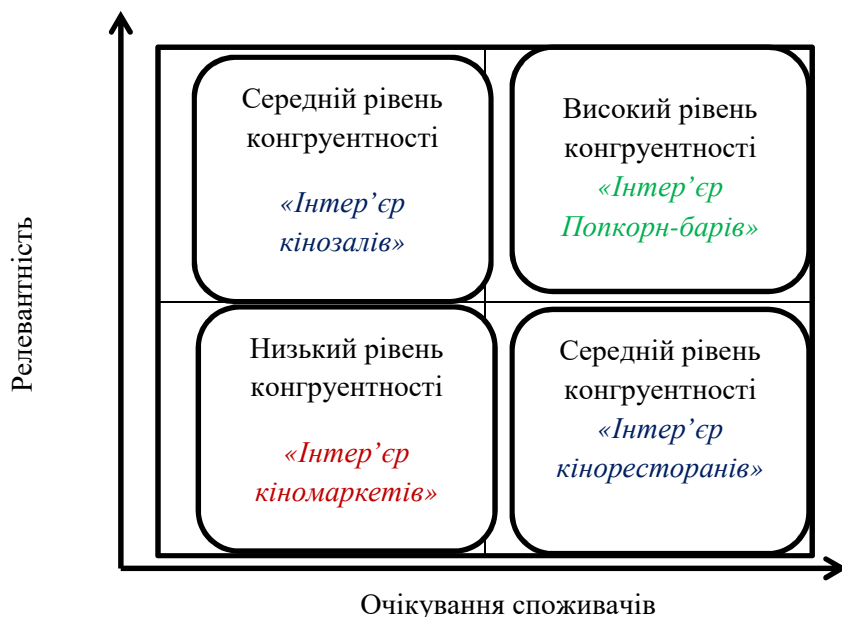 Релевантність
Середній рівень
конгруентності
«Інтер’єр
кінозалів»
Високий рівень
конгруентності
«Інтер’єр
Попкорн-барів»
Низький рівень
конгруентності
«Інтер’єр
кіномаркетів»
Середній рівень
конгруентності
«Інтер’єр
кіноресторанів»
Очікування споживачів